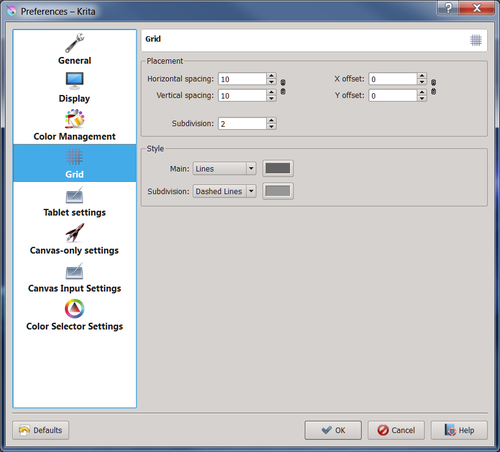 Preferences – Krita
General
Display
Color Management
Grid
Tablet settings
Canvas-only settings
Canvas Input Settings
Color Selector Settings
Grid
Placement
Horizontal spacing: 10 X offset: 0
Vertical spacing: 10 Y offset: 0
Subdivision: 2
Style
Main: Lines
Subdivision: Dashed Lines
Defaults OK Cancel Help